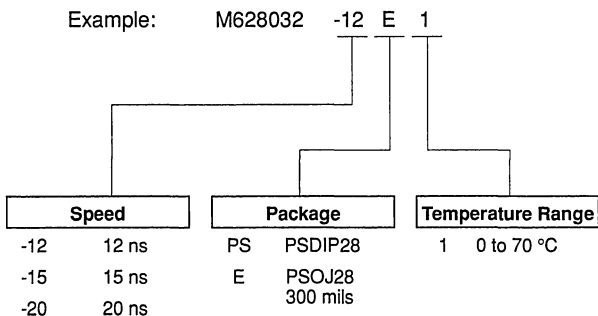 Example: M628032 -12 E 1
Speed Package Temperature Range
-12 12 ns PS PSDIP28 1 0 to 70 °C
-15 15 ns E PSOJ28
300 mils
-20 20 ns